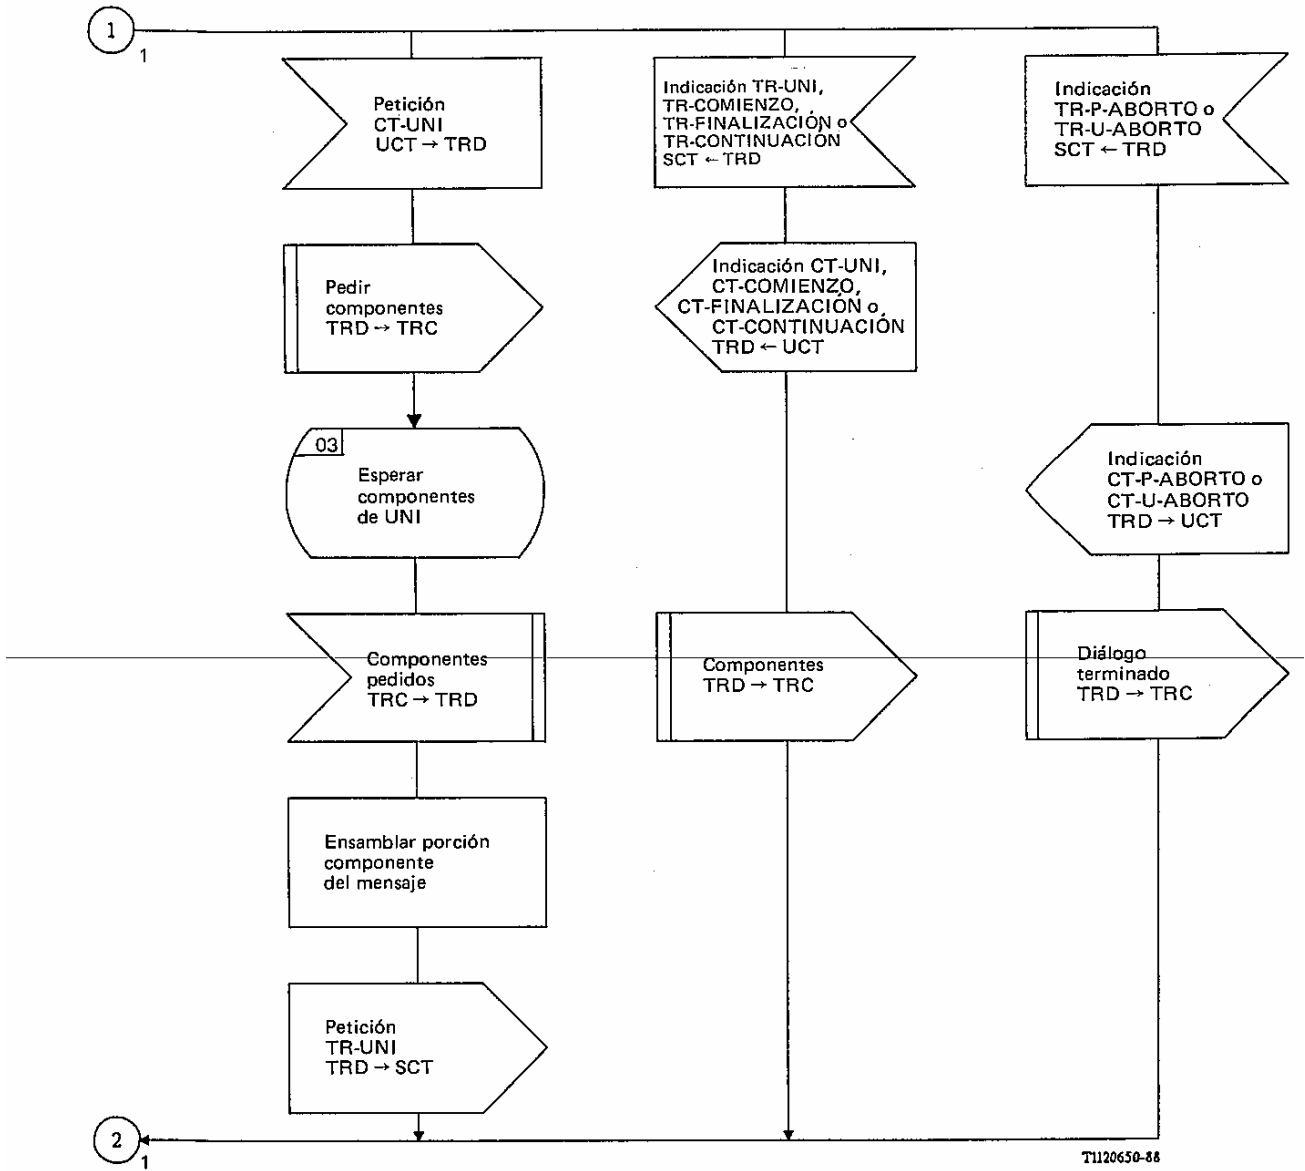 1
1
Petición
CT-UNI
UCT → TRD
Indicación TR-UNI,
TR-COMIENZO,
TR-FINALIZACIÓN o
TR-CONTINUACIÓN
SCT ← TRD
Indicación
TR-P-ABORTO o
TR-U-ABORTO
SCT ← TRD
Pedir
componentes
TRD → TRC
Indicación CT-UNI,
CT-COMIENZO,
CT-FINALIZACIÓN o,
CT-CONTINUACIÓN
TRD ← UCT
03
Esperar
componentes
de UNI
Indicación
CT-P-ABORTO o
CT-U-ABORTO
TRD → UCT
Componentes
pedidos
TRC → TRD
Componentes
TRD → TRC
Diálogo
terminado
TRD → TRC
Ensamblar porción
componente
del mensaje
Petición
TR-UNI
TRD → SCT
2
1
T1120650-88